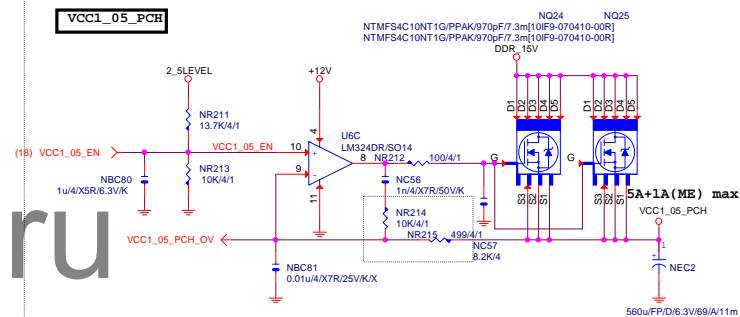 VCC1_05_PCH
NQ24 NQ25
NTMFS4C10NT1G/PPAK/970pF/7.3m[10IF9-070410-00R]
NTMFS4C10NT1G/PPAK/970pF/7.3m[10IF9-070410-00R]
DDR_15V
2_5LEVEL
+12V
D1 D2 D3 D4 D5
D1 D2 D3 D4 D5
NR211
13.7K/4/1
4
U6C
LM324DR/SO14
(18) VCC1_05_EN
VCC1_05_EN
10
+
8
NR212
100/4/1
G
G
NBC80
1u/4/X5R/6.3V/K
NR213
10K/4/1
9
-
11
NC56
1n/4/X7R/50V/K
S3 S2 S1
S3 S2 S1
5A+1A(ME) max
VCC1_05_PCH
NR214
10K/4/1
VCC1_05_PCH_OV
NR215
499/4/1
NC57
8.2K/4
1
+
NEC2
NBC81
0.01u/4/X7R/25V/K/X
560u/FP/D/6.3V/69/A/11m
ru